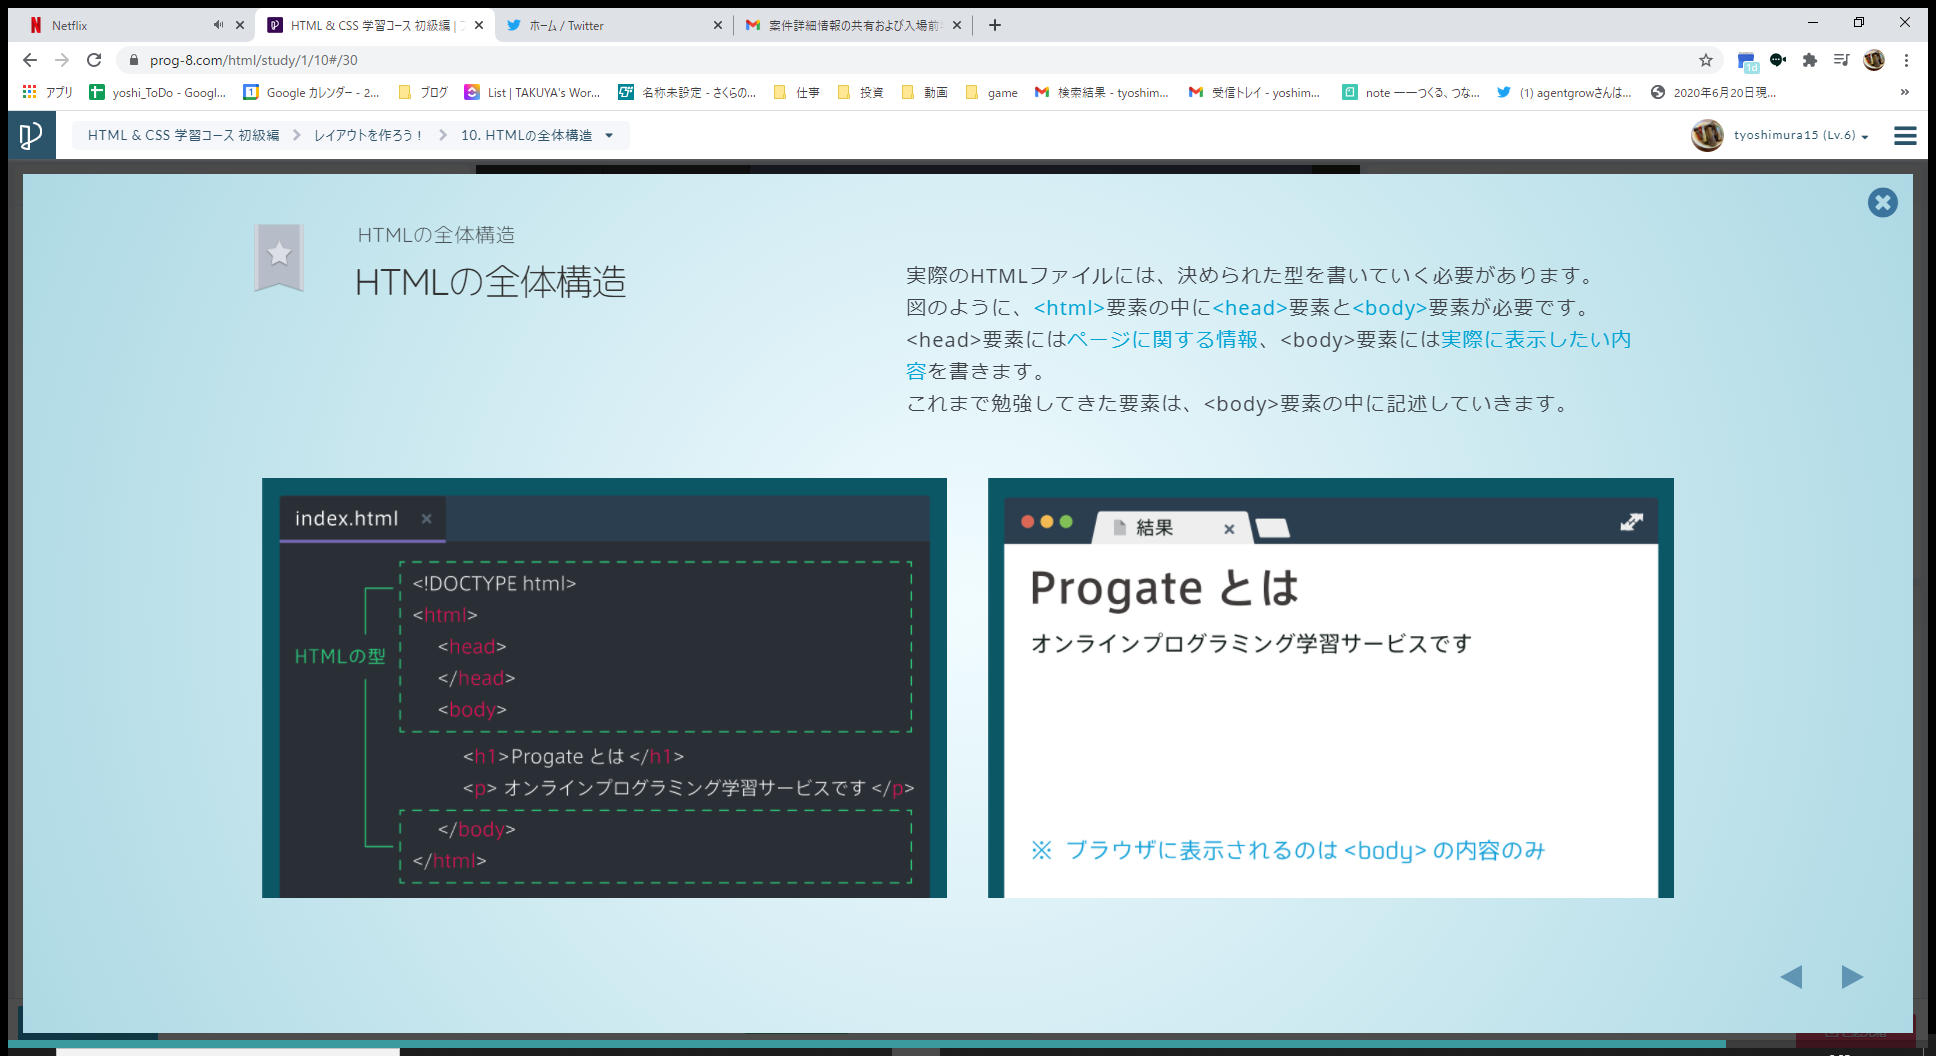 Netflix
HTML & CSS 学習コース 初級編 | プ
ホーム / Twitter
案件詳細情報の共有および入場前
prog-8.com/html/study/1/10#/30
1d
アプリ
yoshi_ToDo - Googl...
1
Google カレンダー - 2...
ブログ
List | TAKUYA's Wor...
名称未設定 - さくらの...
仕事
投資
動画
game
検索結果 - tyoshim...
受信トレイ - yoshim...
note ――つくる、つな...
(1) agentgrowさんは...
2020年6月20日現...
»
HTML & CSS 学習コース 初級編
レイアウトを作ろう！
10. HTMLの全体構造
tyoshimura15 (Lv.6)
HTMLの全体構造
HTMLの全体構造
実際のHTMLファイルには、決められた型を書いていく必要があります。
図のように、<html>要素の中に<head>要素と<body>要素が必要です。
<head>要素にはページに関する情報、<body>要素には実際に表示したい内
容を書きます。
これまで勉強してきた要素は、<body>要素の中に記述していきます。
index.html
<!DOCTYPE html>
<html>
<head>
HTMLの型
</head>
<body>
<h1>Progate とは </h1>
<p> オンラインプログラミング学習サービスです </p>
</body>
</html>
結果
Progate とは
オンラインプログラミング学習サービスです
※ ブラウザに表示されるのは <body> の内容のみ